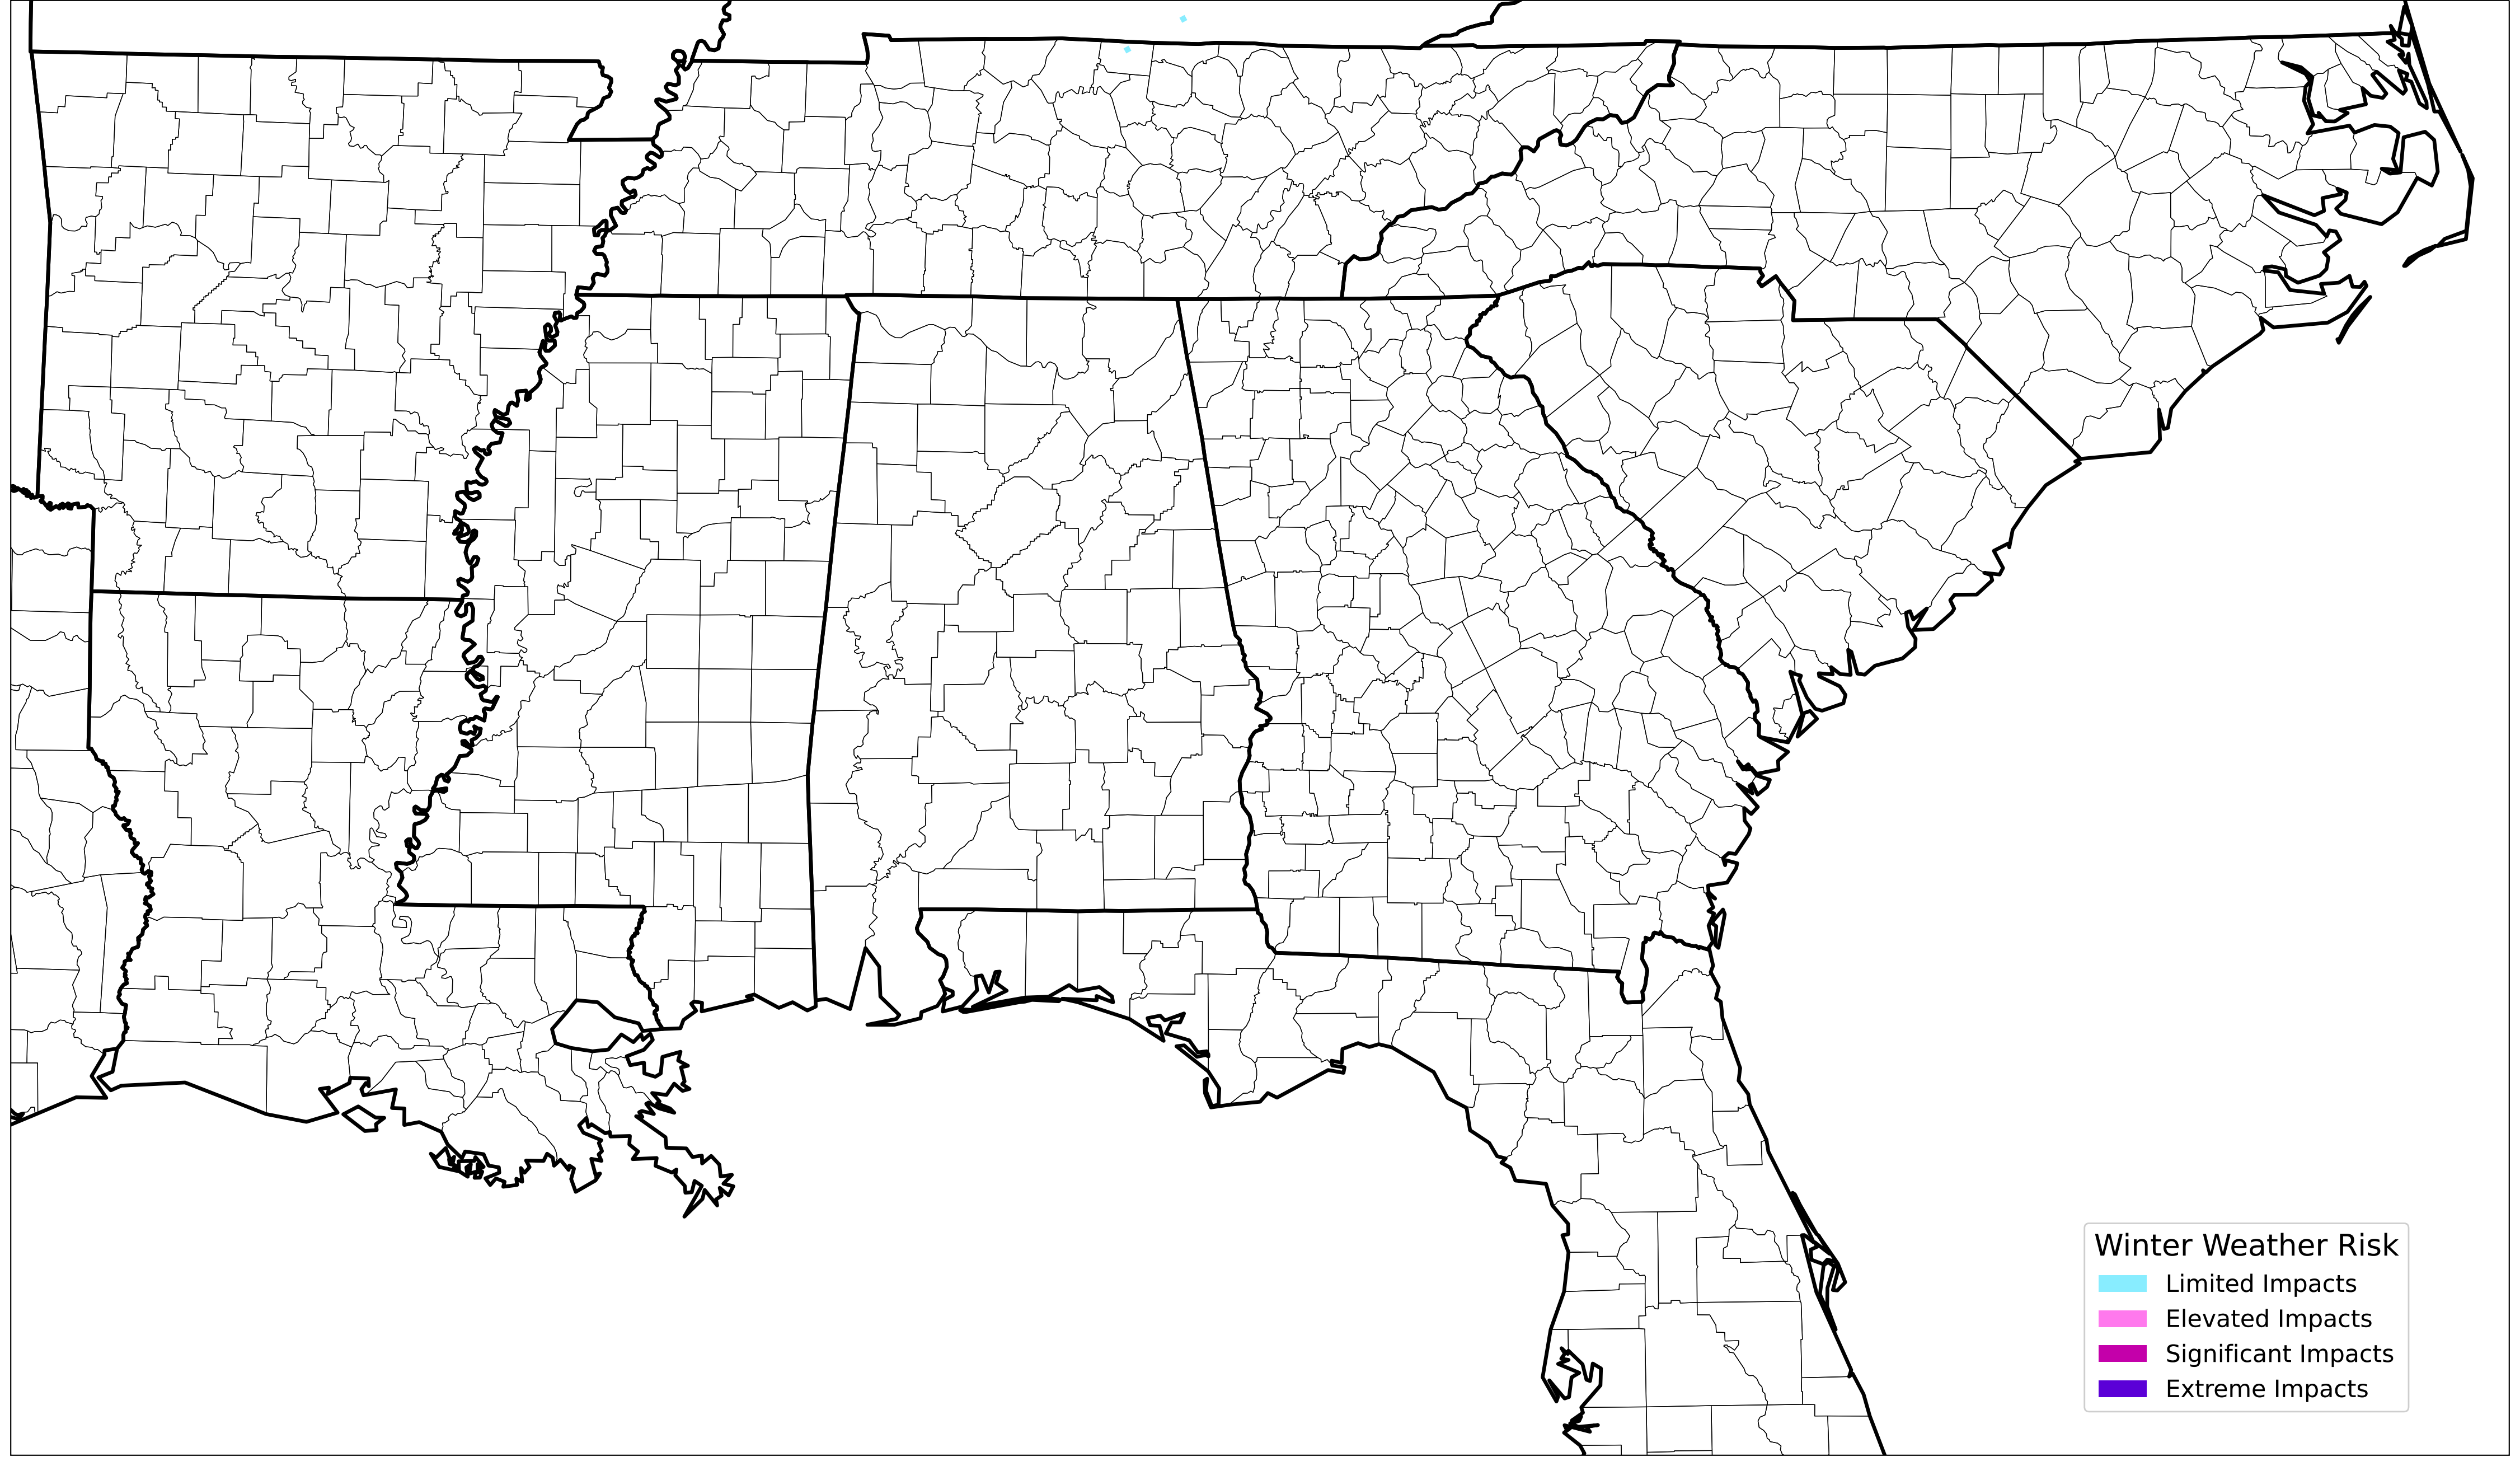 Winter Weather Risk
Limited Impacts
Elevated Impacts
Significant Impacts
Extreme Impacts